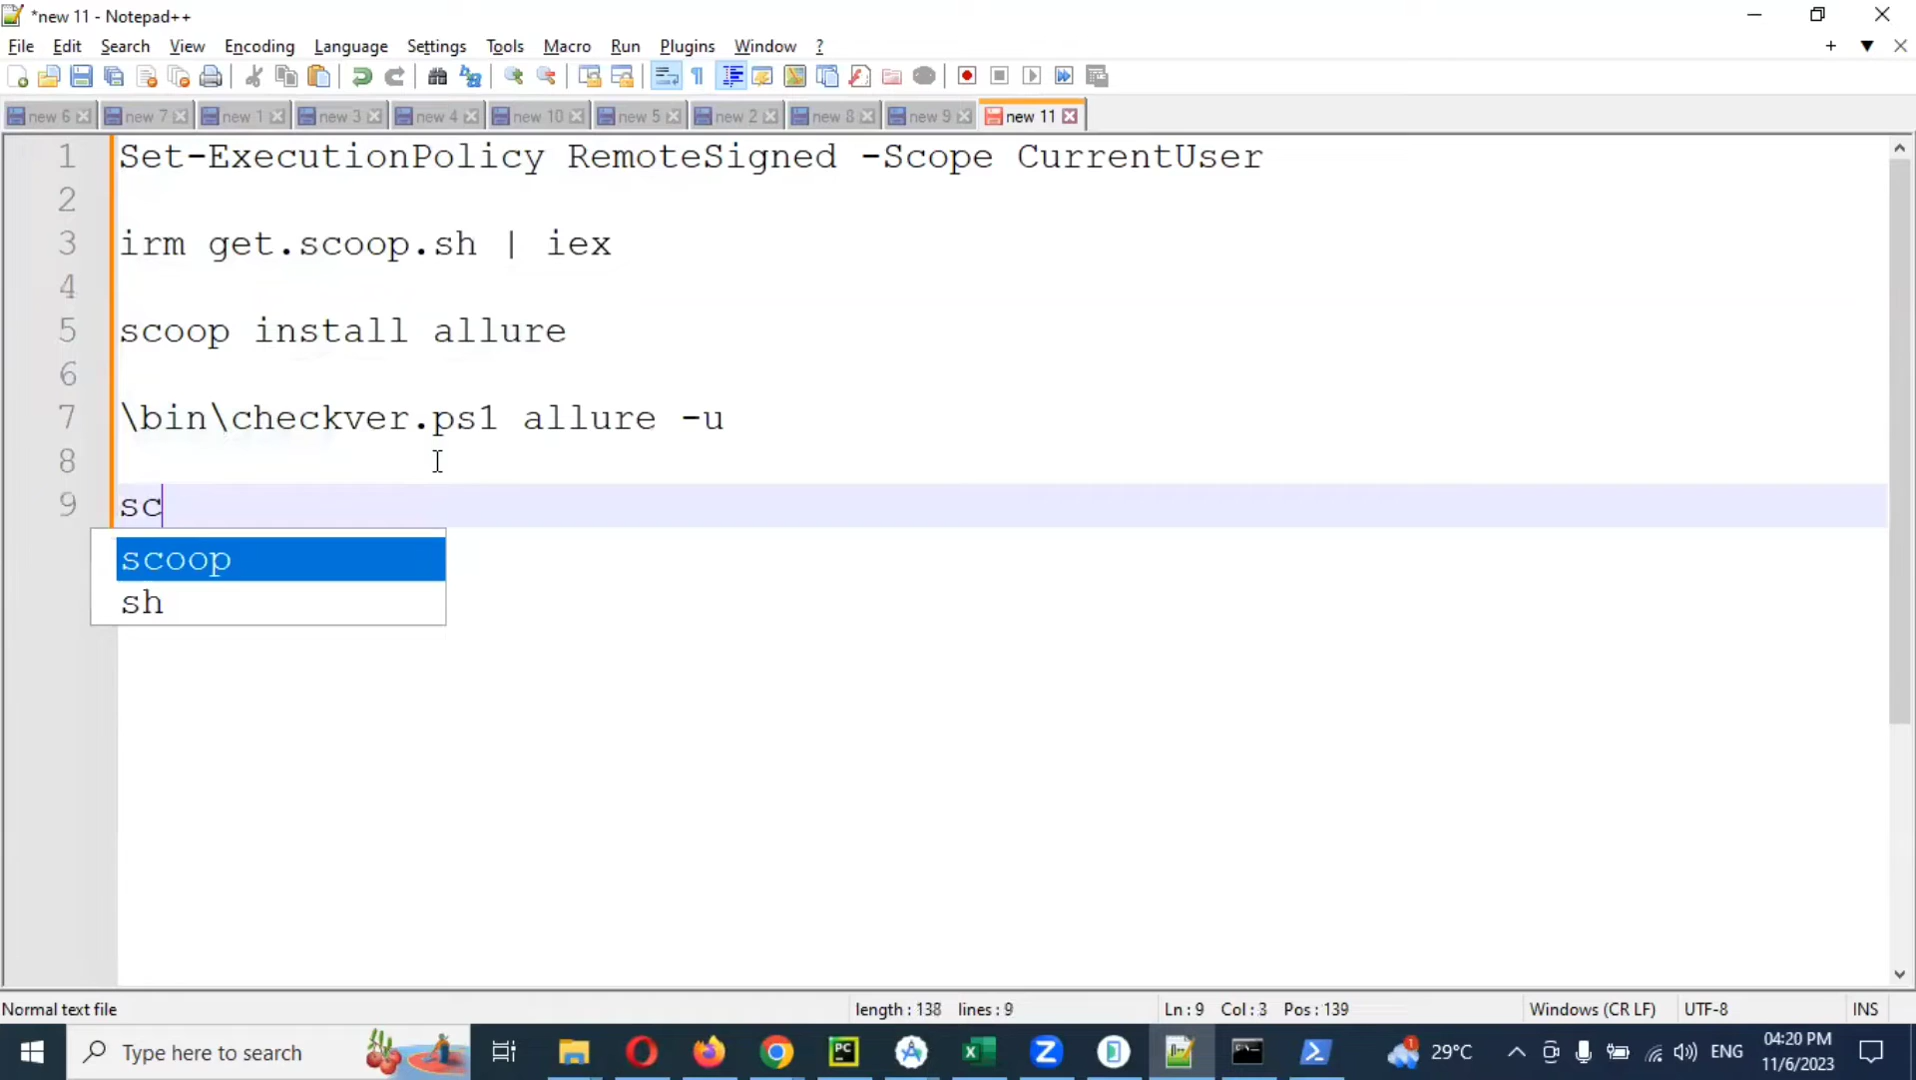 *new 11 - Notepad++
File Edit Search View Encoding Language Settings Tools Macro Run Plugins Window ?
new 6 new 7 new 1 new 3 new 4 new 10 new 5 new 2 new 8 new 9 new 11
1 Set-ExecutionPolicy RemoteSigned -Scope CurrentUser
2
3 irm get.scoop.sh | iex
4
5 scoop install allure
6
7 \bin\checkver.ps1 allure -u
8
9 sc
scoop
sh
Normal text file length : 138 lines : 9 Ln : 9 Col : 3 Pos : 139 Windows (CR LF) UTF-8 INS
Type here to search PC Z 29°C ENG 04:20 PM
11/6/2023